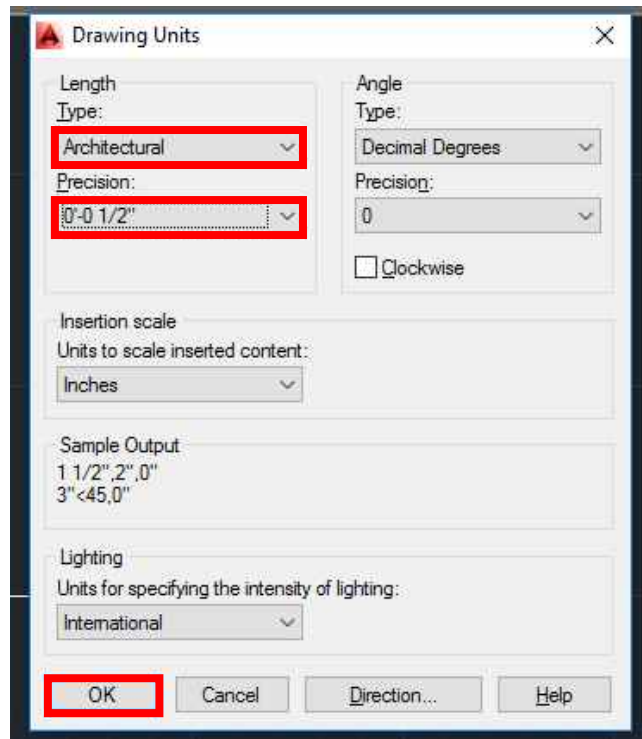 Drawing Units
Length
Type:
Architectural
Precision:
0'-0 1/2"
Angle
Type:
Decimal Degrees
Precision:
0
Clockwise
Insertion scale
Units to scale inserted content:
Inches
Sample Output
1 1/2",2",0"
3"<45,0"
Lighting
Units for specifying the intensity of lighting:
International
OK Cancel Direction... Help